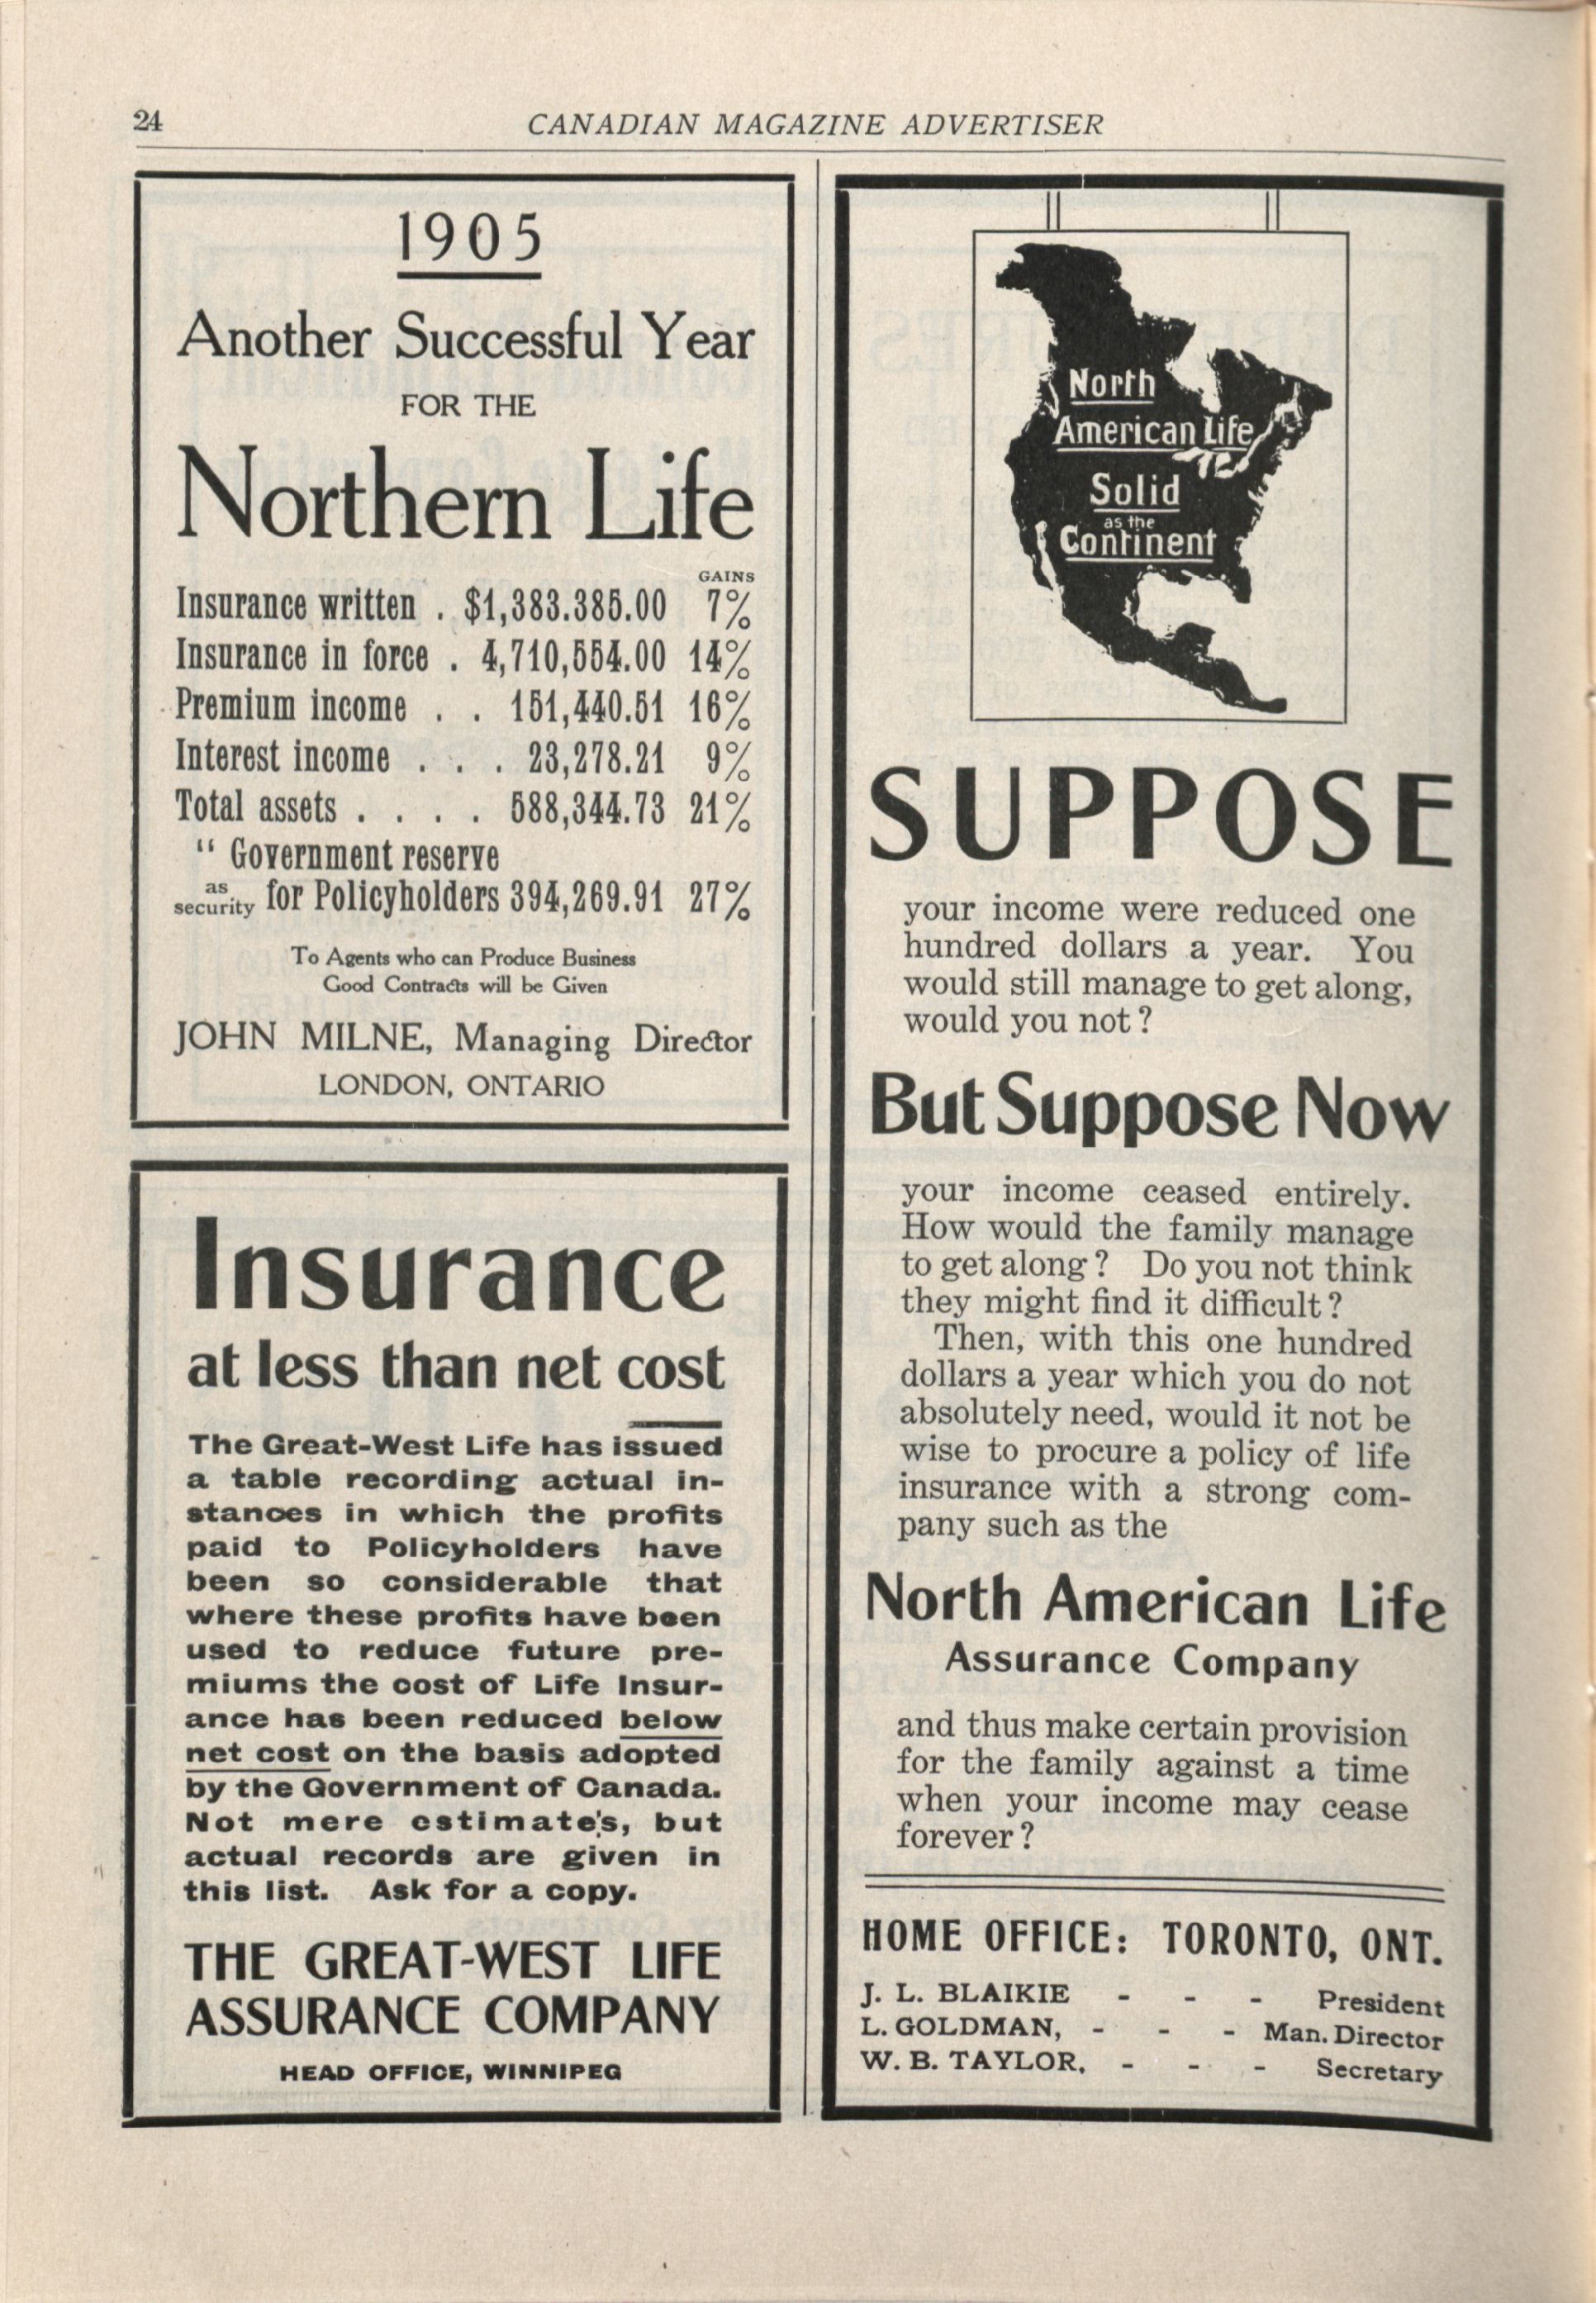 24
CANADIAN MAGAZINE ADVERTISER
1905
Another Successful Year
FOR THE
Northern Life
GAINS
Insurance written . $1,383.385.00 7%
Insurance in force . 4,710,554.00 14%
Premium income . . 151,440.51 16%
Interest income . . . 23,278.21 9%
Total assets . . . . 588,344.73 21%
“ Government reserve
as security for Policyholders 394,269.91 27%
To Agents who can Produce Business
Good Contracts will be Given
JOHN MILNE, Managing Director
LONDON, ONTARIO
Insurance
at less than net cost
The Great-West Life has issued
a table recording actual in-
stances in which the profits
paid to Policyholders have
been so considerable that
where these profits have been
used to reduce future pre-
miums the cost of Life Insur-
ance has been reduced below
net cost on the basis adopted
by the Government of Canada.
Not mere estimate's, but
actual records are given in
this list. Ask for a copy.
THE GREAT-WEST LIFE
ASSURANCE COMPANY
HEAD OFFICE, WINNIPEG
North
American Life
Solid
as the
Continent
SUPPOSE
your income were reduced one
hundred dollars a year. You
would still manage to get along,
would you not?
But Suppose Now
your income ceased entirely.
How would the family manage
to get along? Do you not think
they might find it difficult?
Then, with this one hundred
dollars a year which you do not
absolutely need, would it not be
wise to procure a policy of life
insurance with a strong com-
pany such as the
North American Life
Assurance Company
and thus make certain provision
for the family against a time
when your income may cease
forever?
HOME OFFICE: TORONTO, ONT.
J. L. BLAIKIE - - - President
L. GOLDMAN, - - - Man. Director
W. B. TAYLOR, - - - Secretary